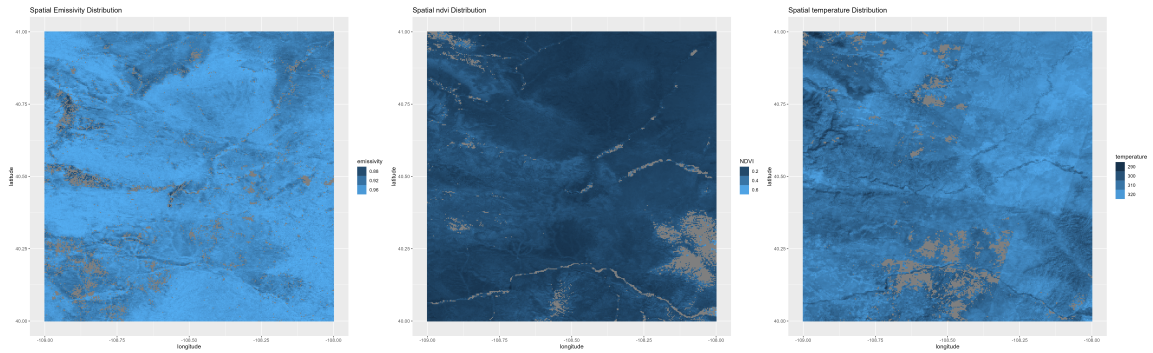 Spatial Emissivity Distribution
41.00
40.75
40.50
40.25
40.00
latitude
-109.00 -108.75 -108.50 -108.25 -108.00
longitude
emissivity
0.88
0.92
0.96
Spatial ndvi Distribution
41.00
40.75
40.50
40.25
40.00
latitude
-109.00 -108.75 -108.50 -108.25 -108.00
longitude
NDVI
0.2
0.4
0.6
Spatial temperature Distribution
41.00
40.75
40.50
40.25
40.00
latitude
-109.00 -108.75 -108.50 -108.25 -108.00
longitude
temperature
290
300
310
320